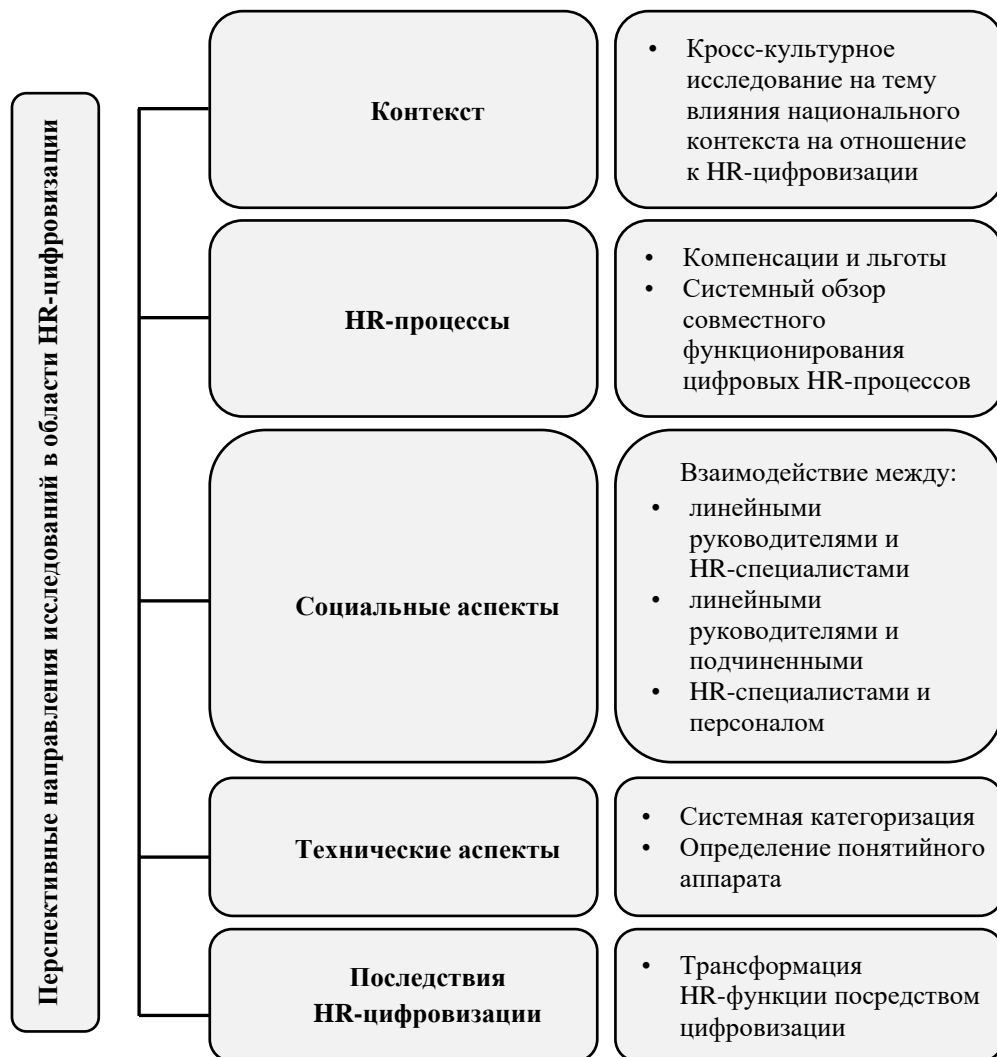 Перспективные направления исследований в области HR-цифровизации
Контекст
• Кросс-культурное
исследование на тему
влияния национального
контекста на отношение
к HR-цифровизации
HR-процессы
• Компенсации и льготы
• Системный обзор
совместного
функционирования
цифровых HR-процессов
Социальные аспекты
Взаимодействие между:
• линейными
руководителями и
HR-специалистами
• линейными
руководителями и
подчиненными
• HR-специалистами и
персоналом
Технические аспекты
• Системная категоризация
• Определение понятийного
аппарата
Последствия
HR-цифровизации
• Трансформация
HR-функции посредством
цифровизации